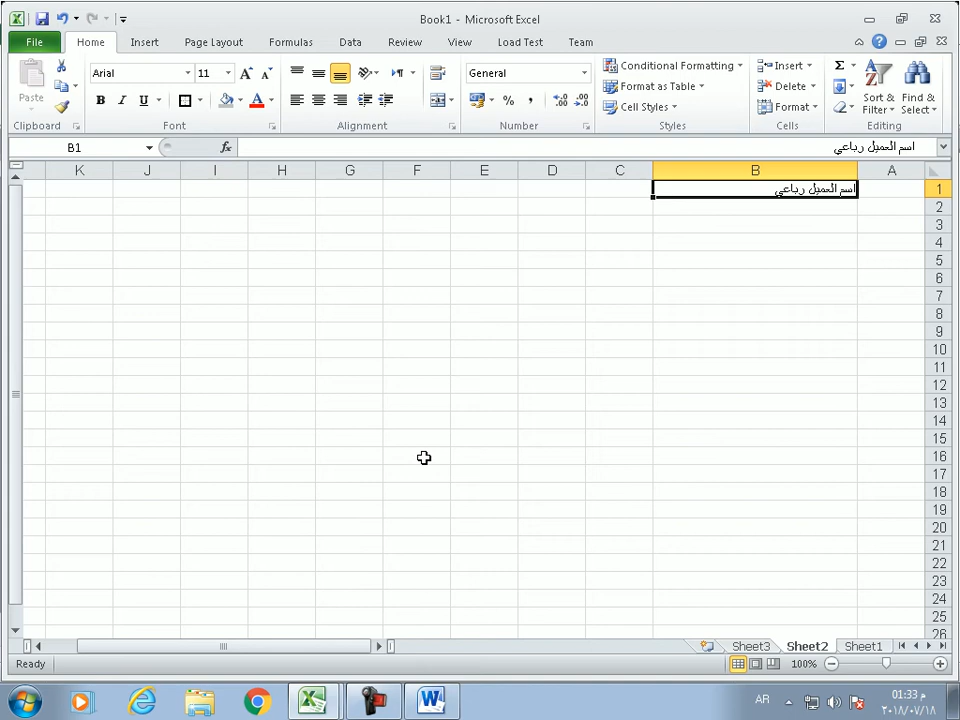 Book1 - Microsoft Excel
File Home Insert Page Layout Formulas Data Review View Load Test Team
Arial 11 General Conditional Formatting Insert Σ
Paste Format as Table Delete Sort & Filter Find & Select
B I U A % , Cell Styles Format
Clipboard Font Alignment Number Styles Cells Editing
B1 fx اسم العميل رباعي
K J I H G F E D C B A
اسم العميل رباعي 1
2
3
4
5
6
7
8
9
10
11
12
13
14
15
16
17
18
19
20
21
22
23
24
25
26
Sheet3 Sheet2 Sheet1
Ready 100%
AR 01:33 م
٢٠١٨/٠٧/١٨